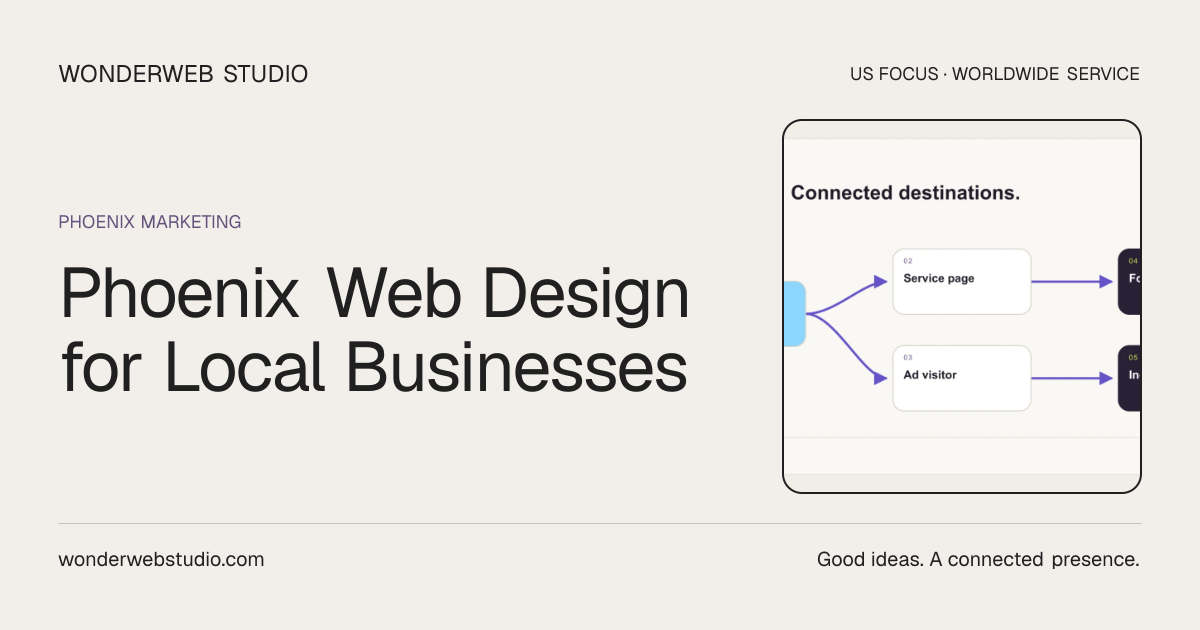 WONDERWEB STUDIO
US FOCUS · WORLDWIDE SERVICE
PHOENIX MARKETING
Phoenix Web Design
for Local Businesses
Connected destinations.
02
Service page
04
03
Ad visitor
05
wonderwebstudio.com
Good ideas. A connected presence.